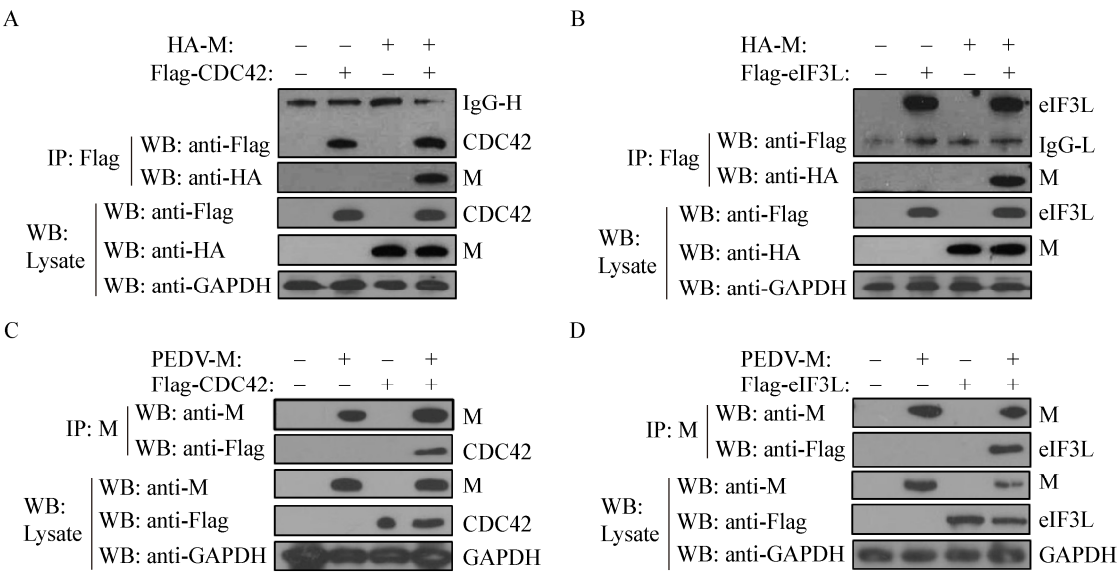 A
HA-M: – – + +
Flag-CDC42: – + – +
IgG-H
IP: Flag
WB: anti-Flag
CDC42
WB: anti-HA
M
WB: Lysate
WB: anti-Flag
CDC42
WB: anti-HA
M
WB: anti-GAPDH
B
HA-M: – – + +
Flag-eIF3L: – + – +
eIF3L
IP: Flag
WB: anti-Flag
IgG-L
WB: anti-HA
M
WB: Lysate
WB: anti-Flag
eIF3L
WB: anti-HA
M
WB: anti-GAPDH
C
PEDV-M: – + – +
Flag-CDC42: – – + +
IP: M
WB: anti-M
M
WB: anti-Flag
CDC42
WB: Lysate
WB: anti-M
M
WB: anti-Flag
CDC42
WB: anti-GAPDH
GAPDH
D
PEDV-M: – + – +
Flag-eIF3L: – – + +
IP: M
WB: anti-M
M
WB: anti-Flag
eIF3L
WB: Lysate
WB: anti-M
M
WB: anti-Flag
eIF3L
WB: anti-GAPDH
GAPDH